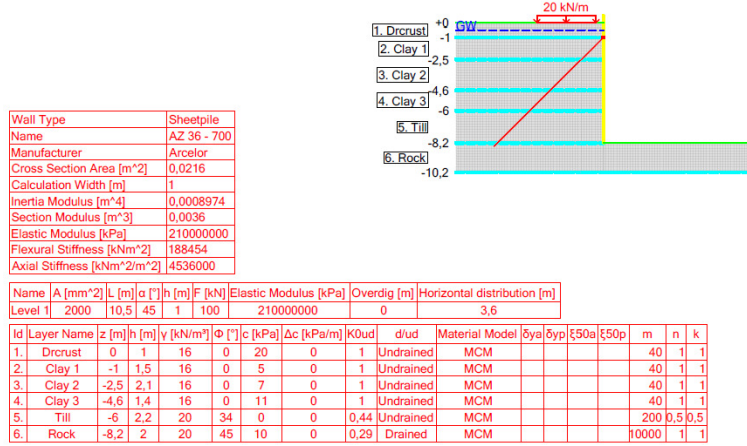 20 kN/m
+0 GW
1. Drcrust
-1
2. Clay 1
-2,5
3. Clay 2
-4,6
4. Clay 3
-6
5. Till
-8,2
6. Rock
-10,2
Wall Type Sheetpile
Name AZ 36 - 700
Manufacturer Arcelor
Cross Section Area [m^2] 0,0216
Calculation Width [m] 1
Inertia Modulus [m^4] 0,0008974
Section Modulus [m^3] 0,0036
Elastic Modulus [kPa] 210000000
Flexural Stiffness [kNm^2] 188454
Axial Stiffness [kNm^2/m^2] 4536000
Name A [mm^2] L [m] α [°] h [m] F [kN] Elastic Modulus [kPa] Overdig [m] Horizontal distribution [m]
Level 1 2000 10,5 45 1 100 210000000 0 3,6
Id Layer Name z [m] h [m] γ [kN/m³] Φ [°] c [kPa] Δc [kPa/m] K0ud d/ud Material Model δya δyp ξ50a ξ50p m n k
1. Drcrust 0 1 16 0 20 0 1 Undrained MCM 40 1 1
2. Clay 1 -1 1,5 16 0 5 0 1 Undrained MCM 40 1 1
3. Clay 2 -2,5 2,1 16 0 7 0 1 Undrained MCM 40 1 1
4. Clay 3 -4,6 1,4 16 0 11 0 1 Undrained MCM 40 1 1
5. Till -6 2,2 20 34 0 0 0,44 Undrained MCM 200 0,5 0,5
6. Rock -8,2 2 20 45 10 0 0,29 Drained MCM 10000 1 1